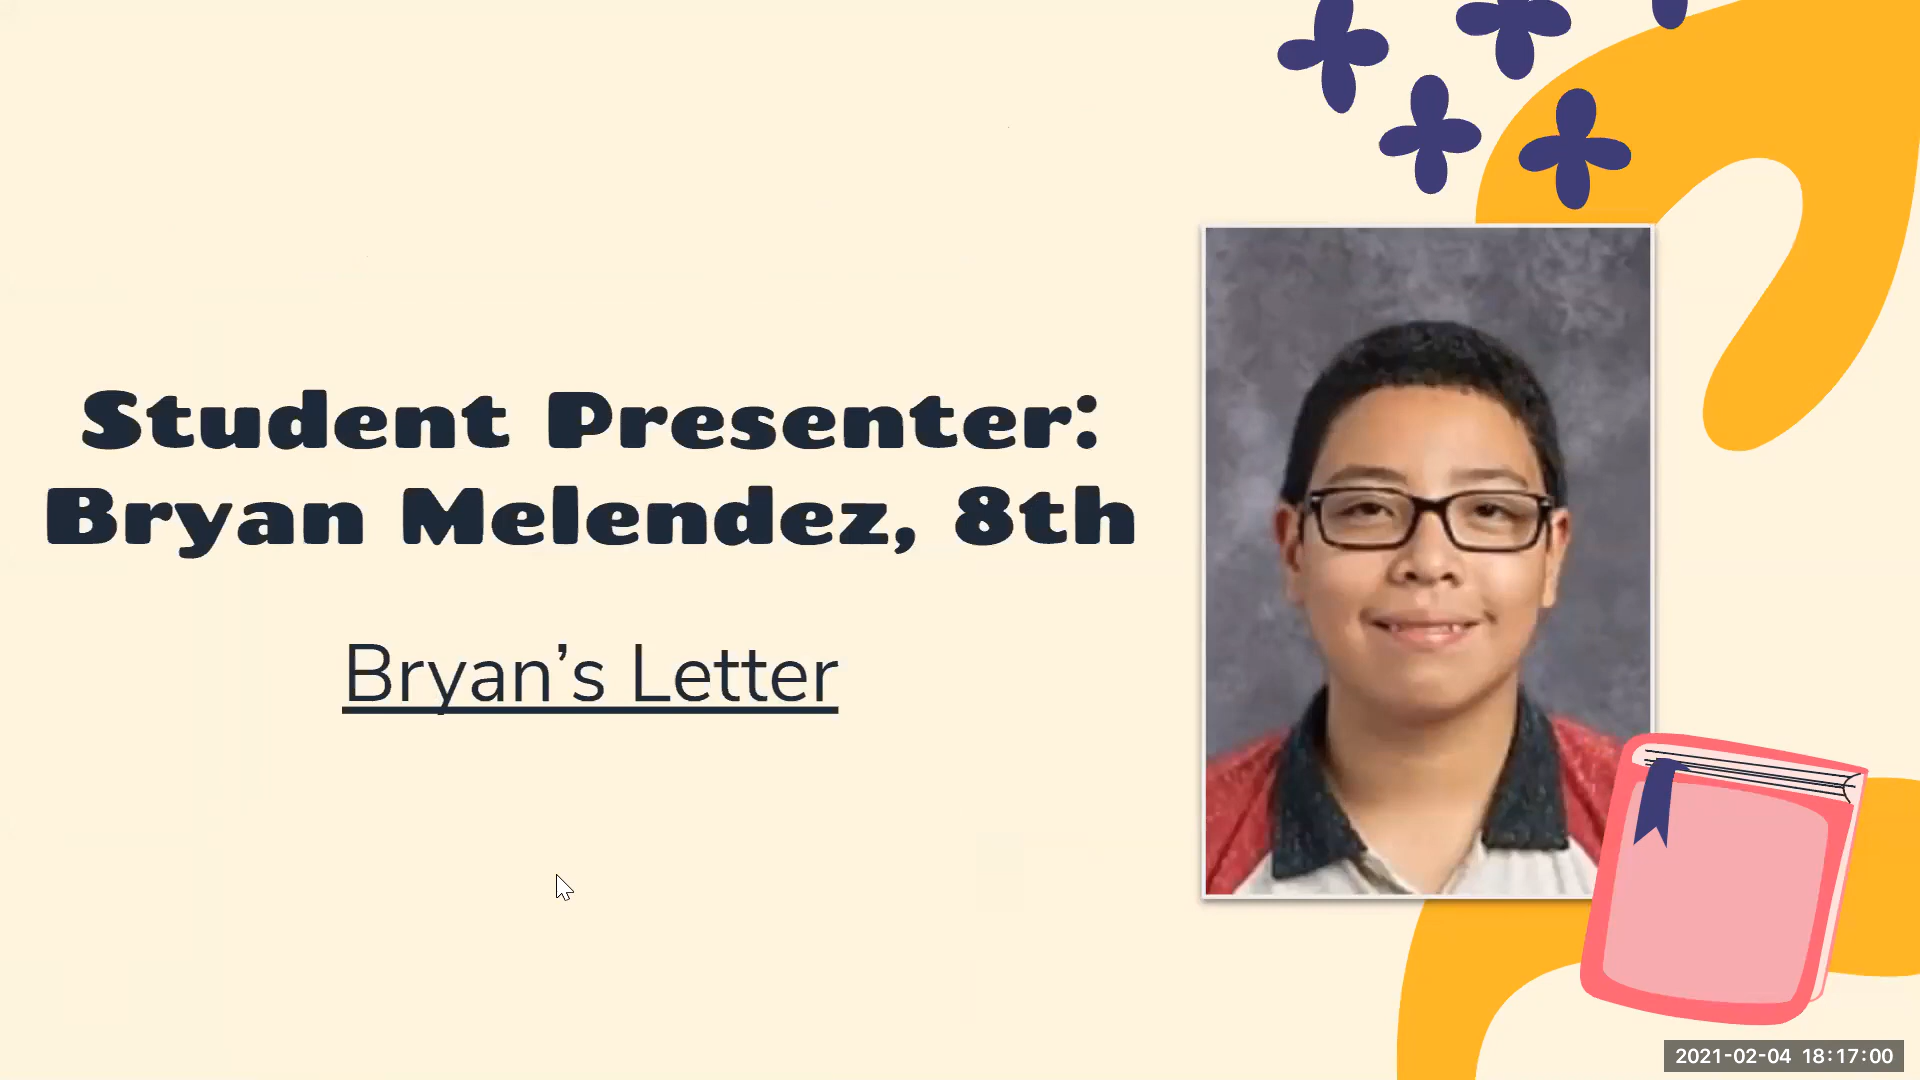 Student Presenter:
Bryan Melendez, 8th
Bryan's Letter
2021-02-04 18:17:00